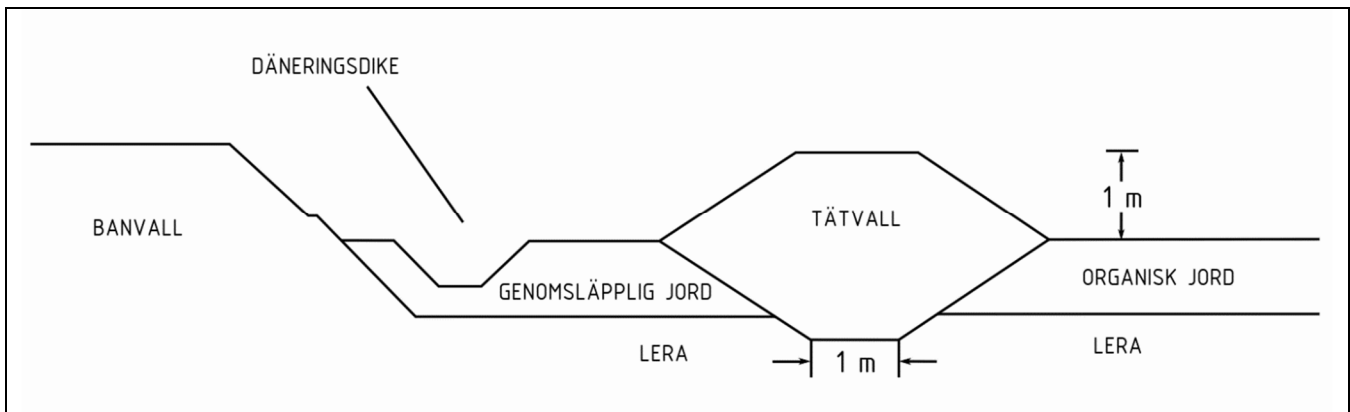 DÄNERINGSDIKE
BANVALL
TÄTVALL
1 m
GENOMSLÄPPLIG JORD
ORGANISK JORD
LERA
LERA
1 m